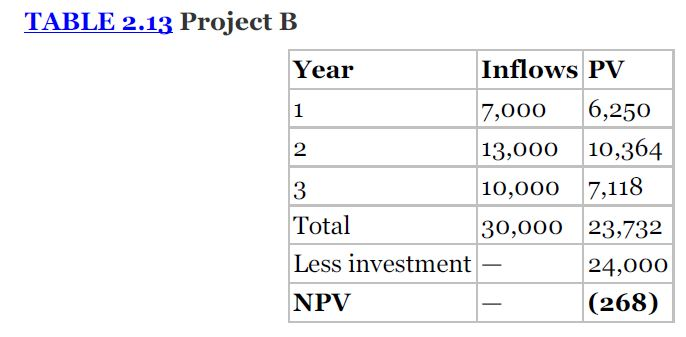 TABLE 2.13 Project B
Year Inflows PV
1 7,000 6,250
2 13,000 10,364
3 10,000 7,118
Total 30,000 23,732
Less investment — 24,000
NPV — (268)